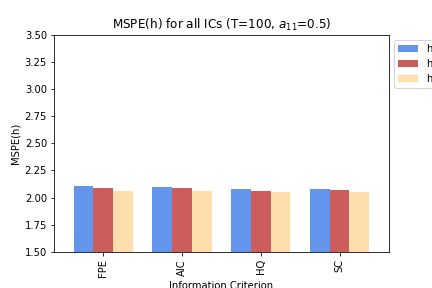 MSPE(h) for all ICs (T=100, a₁₁=0.5)
3.50
3.25
3.00
2.75
2.50
2.25
2.00
1.75
1.50
MSPE(h)
FPE
AIC
HQ
SC
Information Criterion
h
h
h